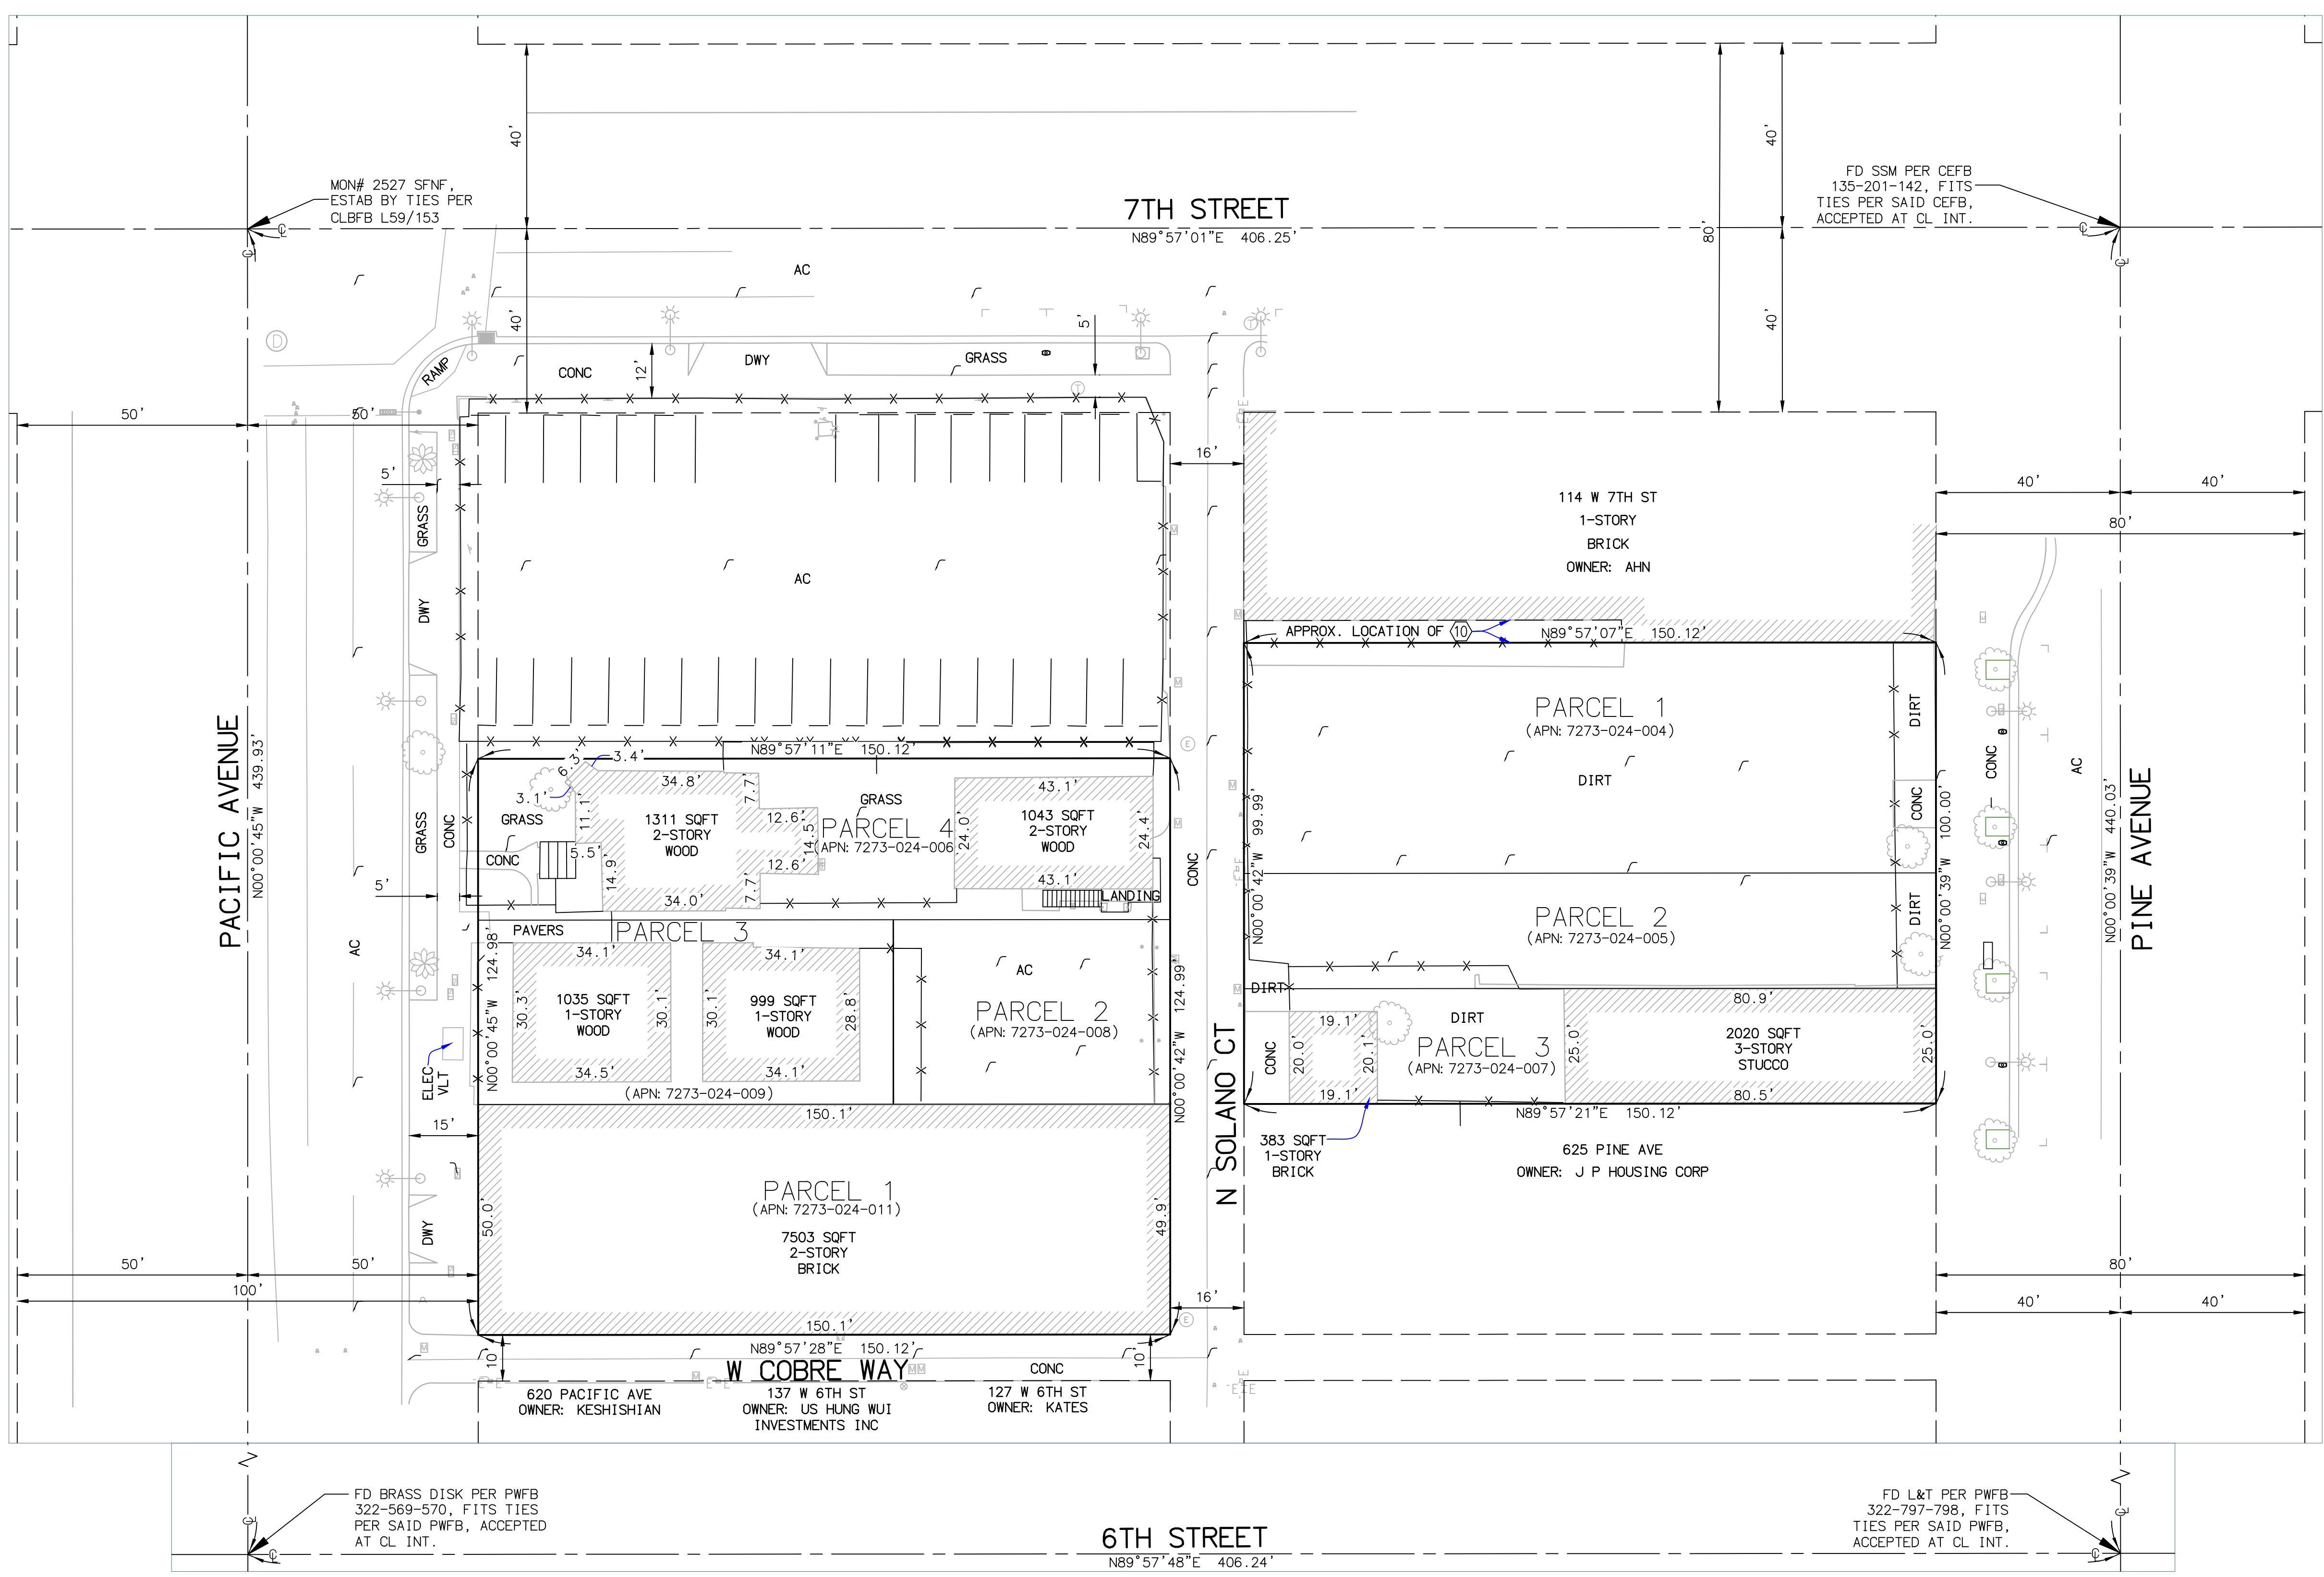 MON# 2527 SFNF,
ESTAB BY TIES PER
CLBFB L59/153
40'
40'
7TH STREET
N89°57'01"E 406.25'
80'
40'
40'
FD SSM PER CEFB
135-201-142, FITS
TIES PER SAID CEFB,
ACCEPTED AT CL INT.
AC
D
RAMP
CONC
12'
DWY
GRASS
5'
T
T
50'
50'
5'
GRASS
DWY
AC
16'
114 W 7TH ST
1-STORY
BRICK
OWNER: AHN
40'
40'
80'
APPROX. LOCATION OF 10
N89°57'07"E 150.12'
PACIFIC AVENUE
N00°00'45"W 439.93'
N89°57'11"E 150.12'
6.3'
3.4'
3.1'
34.8'
7.7'
11.1'
GRASS
1311 SQFT
2-STORY
WOOD
12.6'
14.5'
12.6'
5.5'
14.9'
34.0'
7.7'
CONC
GRASS
CONC
GRASS
PARCEL 4
(APN: 7273-024-006)
43.1'
24.0'
1043 SQFT
2-STORY
WOOD
24.4'
43.1'
LANDING
E
CONC
5'
AC
PARCEL 1
(APN: 7273-024-004)
DIRT
DIRT
CONC
N00°00'42"W 99.99'
N00°00'39"W 100.00'
PARCEL 2
(APN: 7273-024-005)
DIRT
CONC
AC
N00°00'39"W 440.03'
PINE AVENUE
PAVERS
PARCEL 3
N00°00'45"W 124.98'
34.1'
30.3'
1035 SQFT
1-STORY
WOOD
30.1'
34.5'
34.1'
30.1'
999 SQFT
1-STORY
WOOD
28.8'
34.1'
(APN: 7273-024-009)
AC
PARCEL 2
(APN: 7273-024-008)
N00°00'42"W 124.99'
N SOLANO CT
DIRT
CONC
19.1'
20.0'
20.1'
19.1'
DIRT
PARCEL 3
(APN: 7273-024-007)
80.9'
25.0'
2020 SQFT
3-STORY
STUCCO
25.0'
80.5'
N89°57'21"E 150.12'
383 SQFT
1-STORY
BRICK
625 PINE AVE
OWNER: J P HOUSING CORP
ELEC
VLT
15'
DWY
150.1'
50.0'
PARCEL 1
(APN: 7273-024-011)
7503 SQFT
2-STORY
BRICK
49.9'
150.1'
50'
50'
100'
16'
E
80'
40'
40'
N89°57'28"E 150.12'
10'
10'
W COBRE WAY
CONC
620 PACIFIC AVE
OWNER: KESHISHIAN
137 W 6TH ST
OWNER: US HUNG WUI
INVESTMENTS INC
127 W 6TH ST
OWNER: KATES
FD BRASS DISK PER PWFB
322-569-570, FITS TIES
PER SAID PWFB, ACCEPTED
AT CL INT.
6TH STREET
N89°57'48"E 406.24'
FD L&T PER PWFB
322-797-798, FITS
TIES PER SAID PWFB,
ACCEPTED AT CL INT.